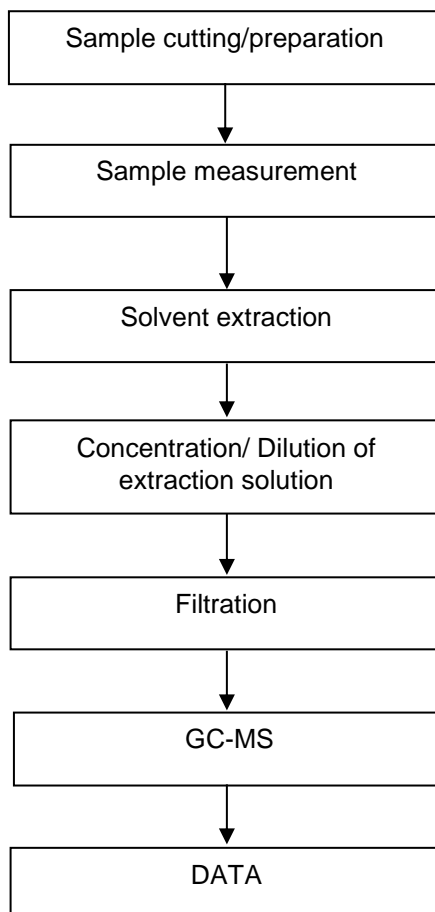 Sample cutting/preparation
Sample measurement
Solvent extraction
Concentration/ Dilution of
extraction solution
Filtration
GC-MS
DATA